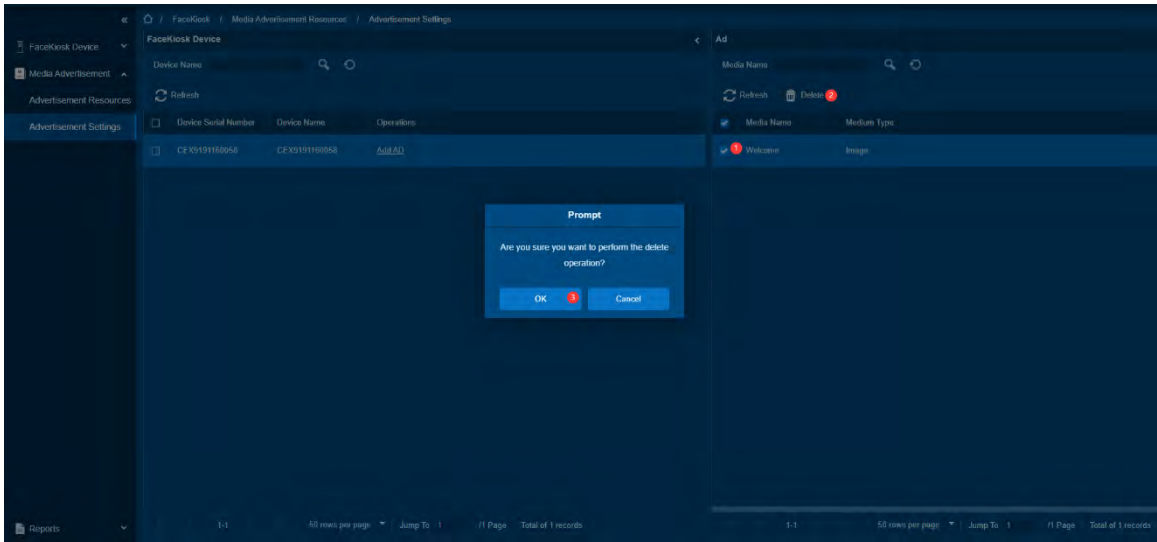 «
/ FaceKiosk / Media Advertisement Resources / Advertisement Settings
FaceKiosk Device
Media Advertisement
Advertisement Resources
Advertisement Settings
Reports
FaceKiosk Device <
Device Name
Refresh
Device Serial Number Device Name Operations
CEX9191160058 CEX9191160058 Add AD
1-1 50 rows per page Jump To 1 /1 Page Total of 1 records
Ad
Media Name
Refresh Delete 2
Media Name Medium Type
1 Welcome Image
1-1 50 rows per page Jump To 1 /1 Page Total of 1 records
Prompt
Are you sure you want to perform the delete
operation?
OK 3 Cancel